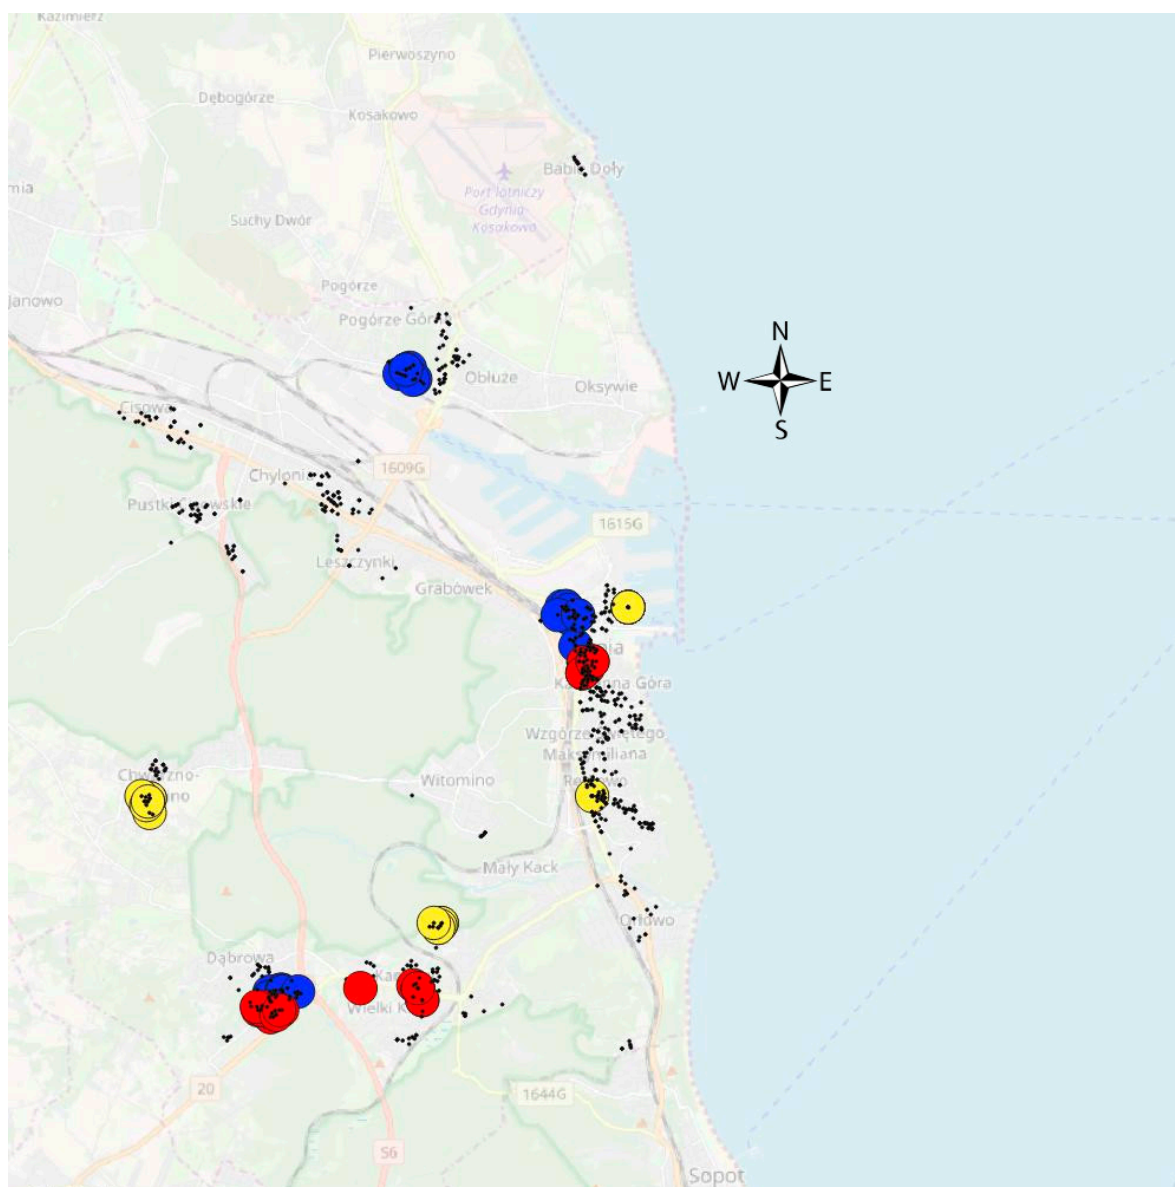 Kazimierz
Pierwoszyno
Dębogórze
Kosakowo
Babie Doły
Port lotniczy
Gdynia-
Kosakowo
mia
Suchy Dwór
Pogórze
Janowo
Pogórze Górne
N
W E
S
Obłuże
Oksywie
Cisowa
1609G
Chylonia
Pustki Cisowskie
1615G
Leszczynki
Grabówek
Kamienna Góra
Wzgórze Świętego
Maksymiliana
Witomino
Redłowo
Chwarzno-
Mały Kack
Orłowo
Dąbrowa
Wielki Kack
20
1644G
S6
Sopot